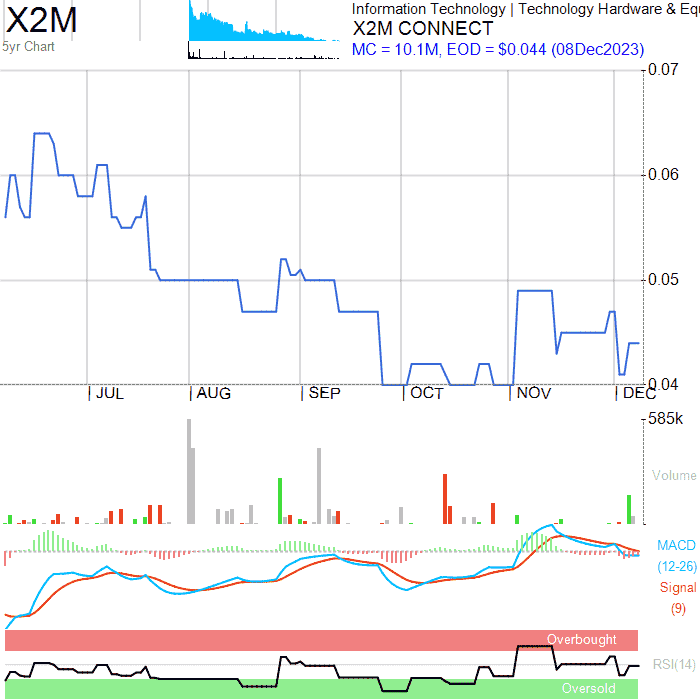 X2M
5yr Chart
Information Technology | Technology Hardware & Eq
X2M CONNECT
MC = 10.1M, EOD = $0.044 (08Dec2023)
0.07
0.06
0.05
0.04
JUL AUG SEP OCT NOV DEC
585k
Volume
MACD
(12-26)
Signal
(9)
Overbought
RSI(14)
Oversold